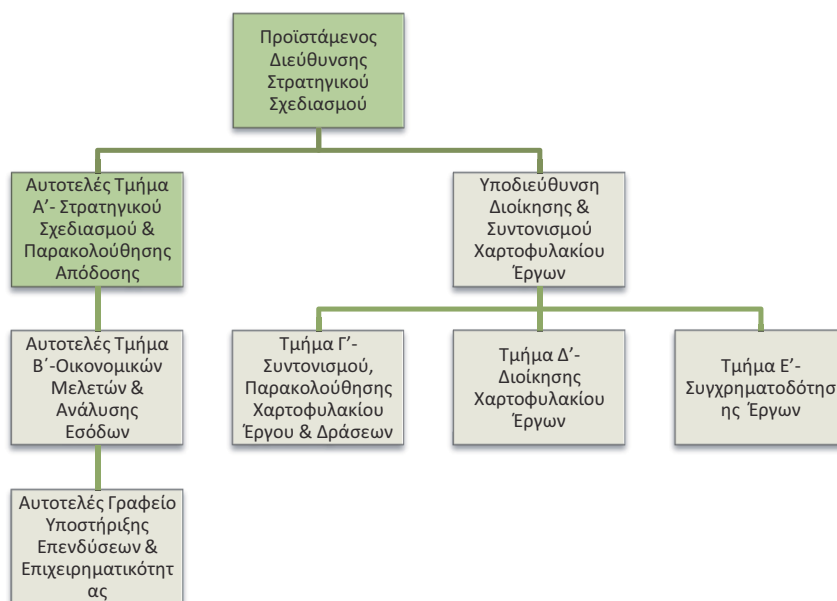 Προϊστάμενος
Διεύθυνσης
Στρατηγικού
Σχεδιασμού
Αυτοτελές Τμήμα
Α’- Στρατηγικού
Σχεδιασμού &
Παρακολούθησης
Απόδοσης
Υποδιεύθυνση
Διοίκησης &
Συντονισμού
Χαρτοφυλακίου
Έργων
Αυτοτελές Τμήμα
Β΄-Οικονομικών
Μελετών &
Ανάλυσης
Εσόδων
Τμήμα Γ’-
Συντονισμού,
Παρακολούθησης
Χαρτοφυλακίου
Έργου & Δράσεων
Τμήμα Δ’-
Διοίκησης
Χαρτοφυλακίου
Έργων
Τμήμα Ε’-
Συγχρηματοδότησ
ης Έργων
Αυτοτελές Γραφείο
Υποστήριξης
Επενδύσεων &
Επιχειρηματικότητ
ας